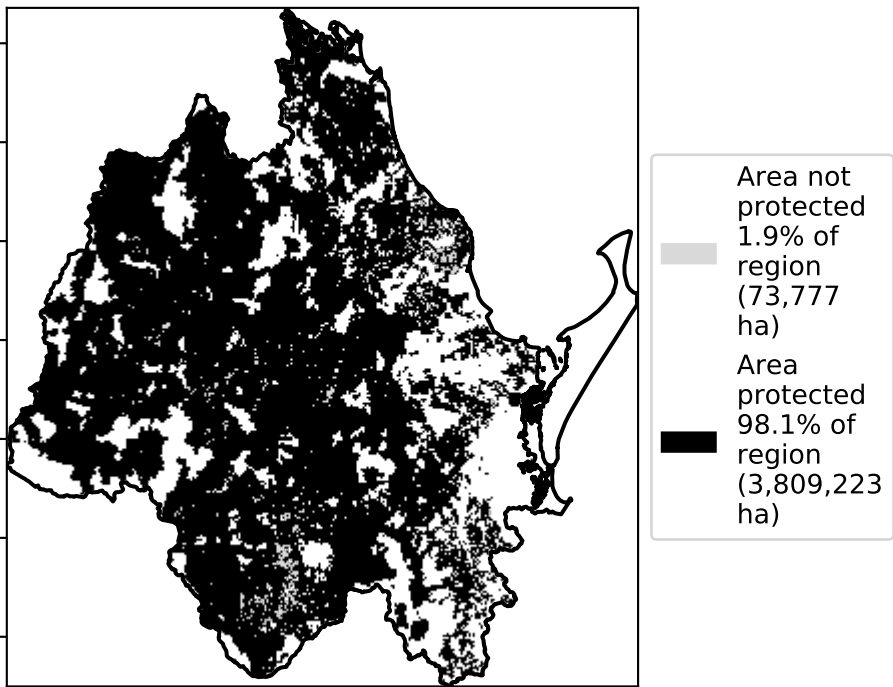 Area not
protected
1.9% of
region
(73,777
ha)
Area
protected
98.1% of
region
(3,809,223
ha)